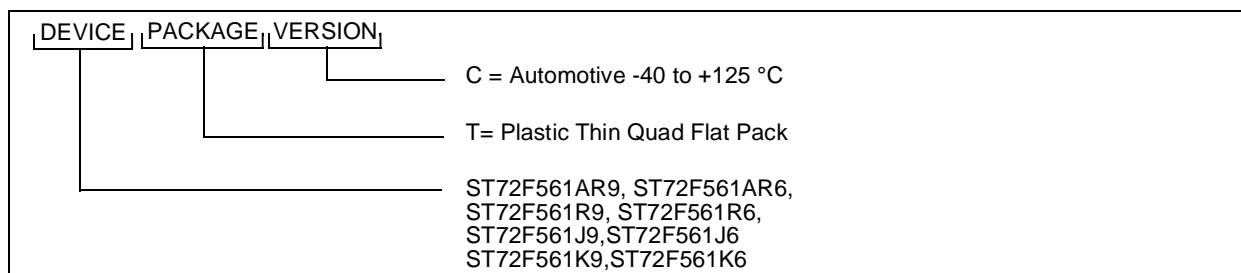 DEVICE PACKAGE VERSION
C = Automotive -40 to +125 °C
T= Plastic Thin Quad Flat Pack
ST72F561AR9, ST72F561AR6,
ST72F561R9, ST72F561R6,
ST72F561J9,ST72F561J6
ST72F561K9,ST72F561K6